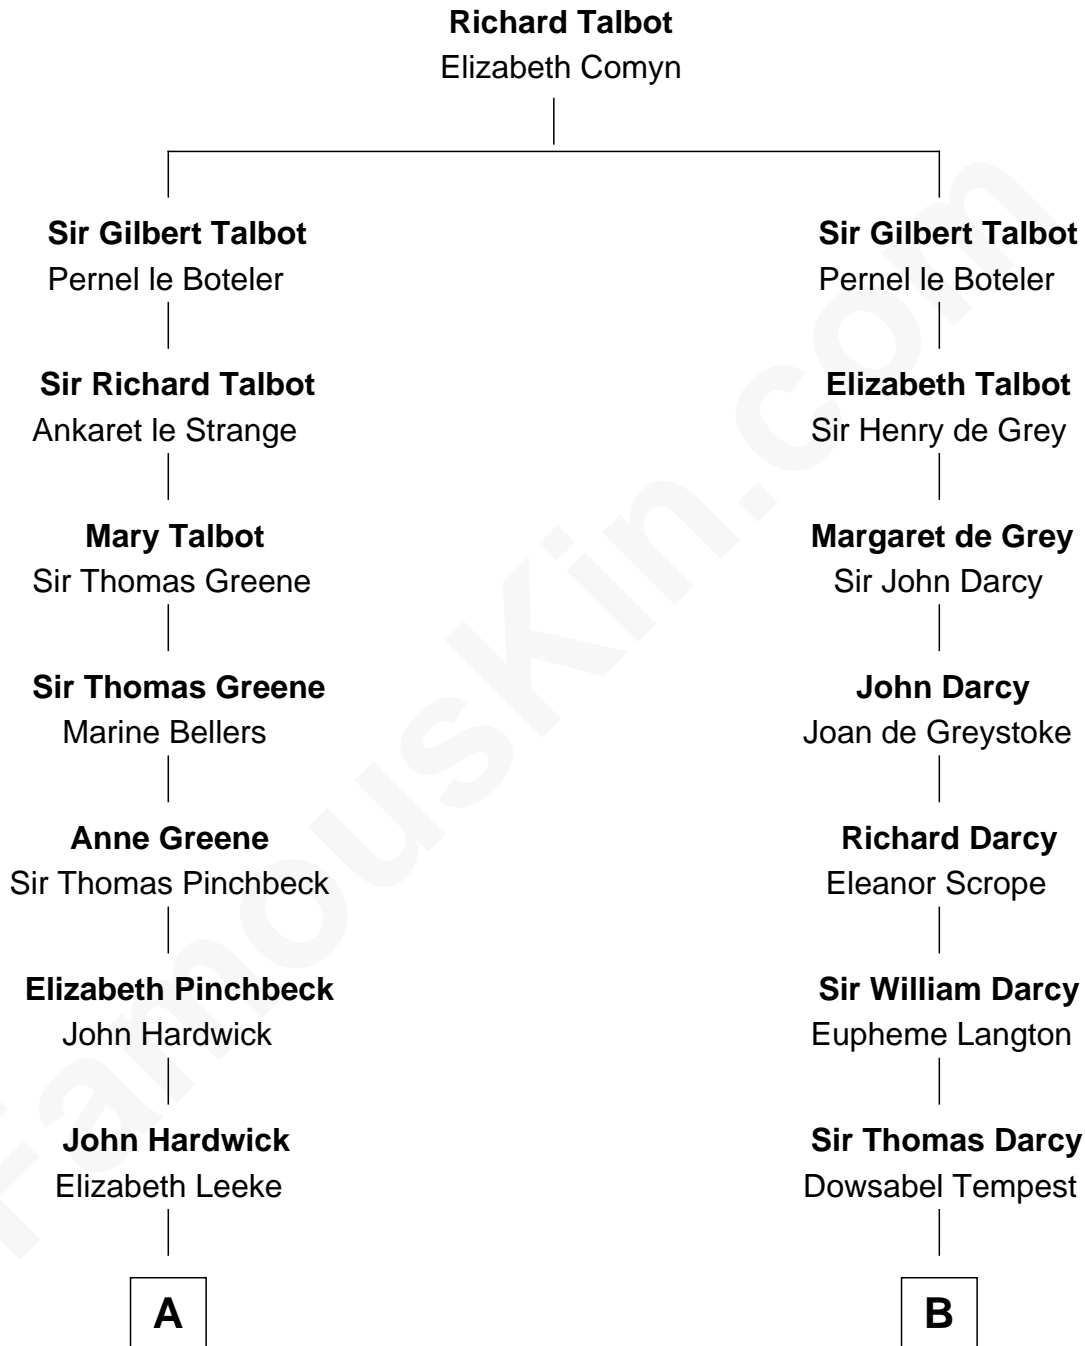 Richard Talbot
Elizabeth Comyn
Sir Gilbert Talbot
Pernel le Boteler
Sir Gilbert Talbot
Pernel le Boteler
Sir Richard Talbot
Ankaret le Strange
Elizabeth Talbot
Sir Henry de Grey
Mary Talbot
Sir Thomas Greene
Margaret de Grey
Sir John Darcy
Sir Thomas Greene
Marine Bellers
John Darcy
Joan de Greystoke
Anne Greene
Sir Thomas Pinchbeck
Richard Darcy
Eleanor Scrope
Elizabeth Pinchbeck
John Hardwick
Sir William Darcy
Eupheme Langton
John Hardwick
Elizabeth Leeke
Sir Thomas Darcy
Dowsabel Tempest
A
B
FamousKin.com